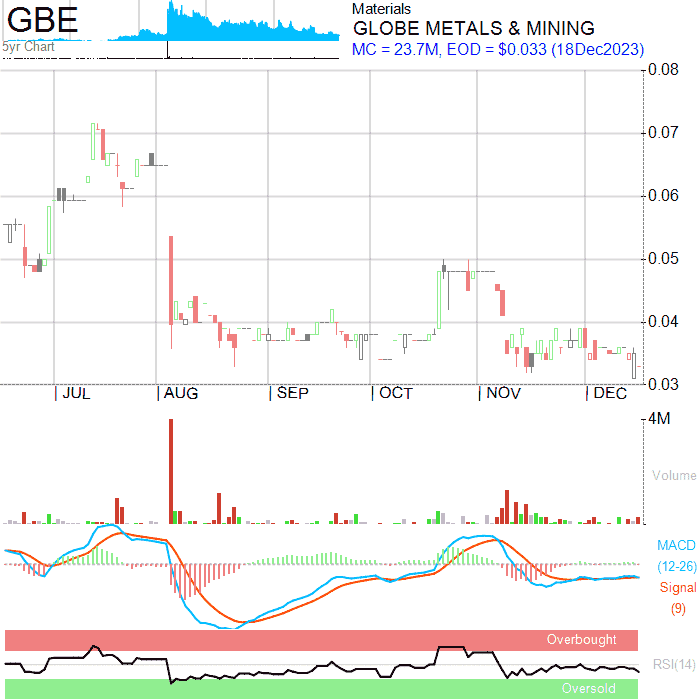 GBE
5yr Chart
Materials
GLOBE METALS & MINING
MC = 23.7M, EOD = $0.033 (18Dec2023)
0.08
0.07
0.06
0.05
0.04
0.03
JUL AUG SEP OCT NOV DEC
4M
Volume
MACD
(12-26)
Signal
(9)
Overbought
RSI(14)
Oversold